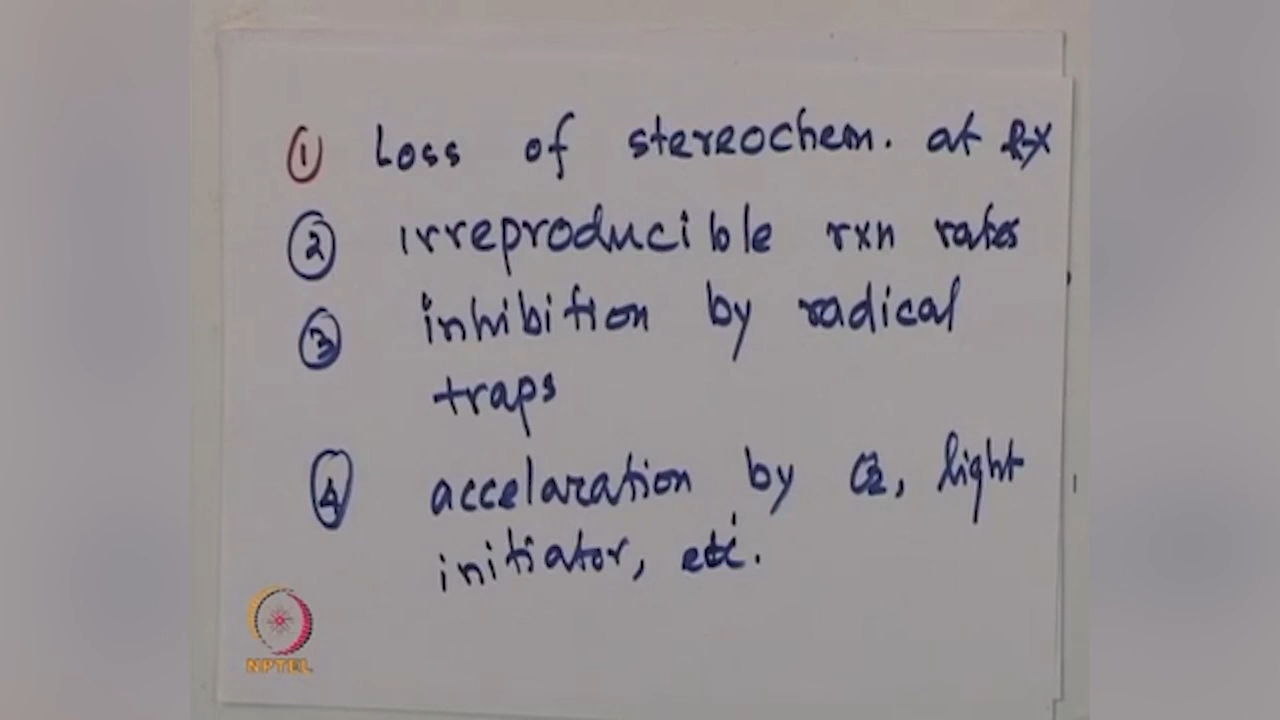 ① Loss of stereochem. at R-X
② irreproducible rxn rates
③ inhibition by radical
traps
④ accelaration by O2, light
initiator, etc.
NPTEL